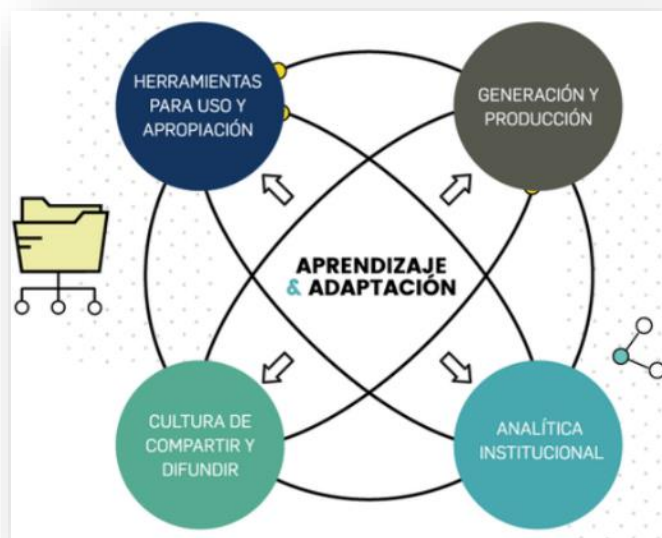 HERRAMIENTAS
PARA USO Y
APROPIACIÓN
GENERACIÓN Y
PRODUCCIÓN
APRENDIZAJE
& ADAPTACIÓN
CULTURA DE
COMPARTIR Y
DIFUNDIR
ANALÍTICA
INSTITUCIONAL